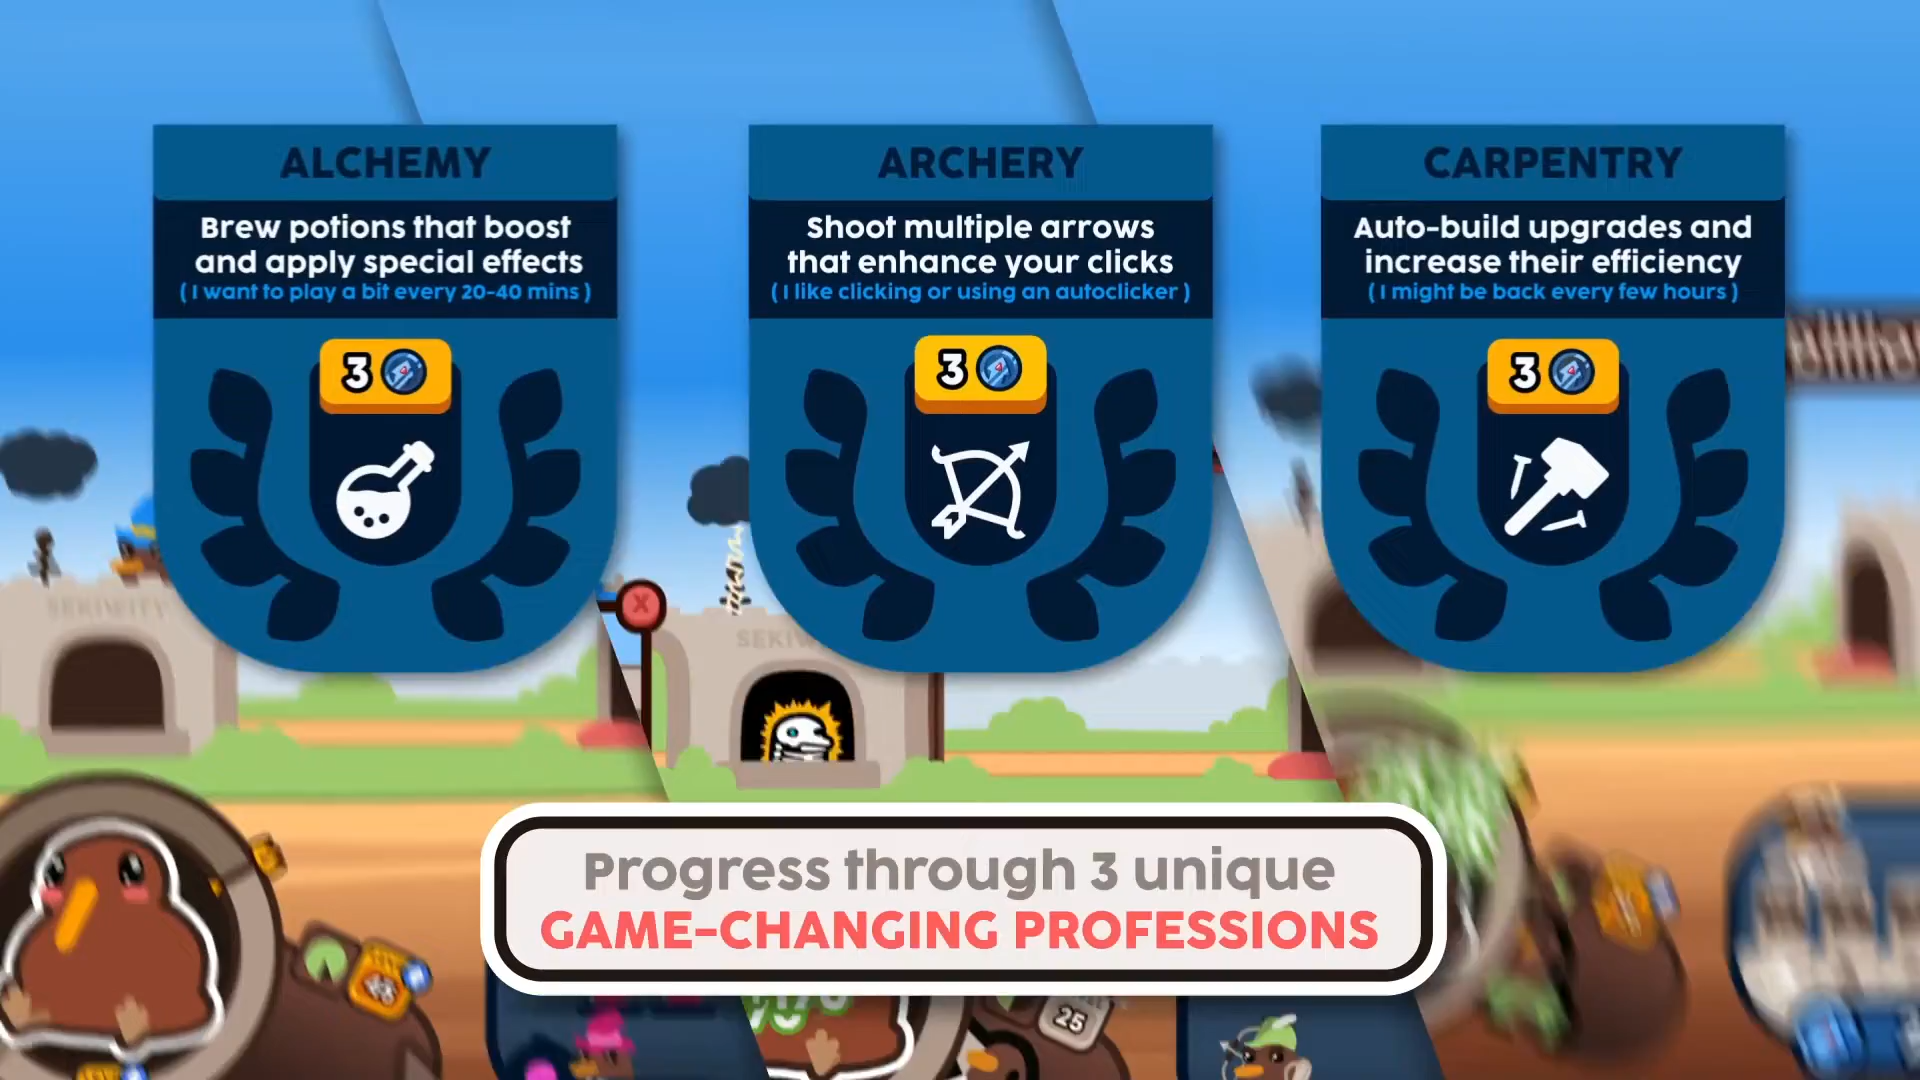 ALCHEMY
Brew potions that boost
and apply special effects
( I want to play a bit every 20-40 mins )
3
ARCHERY
Shoot multiple arrows
that enhance your clicks
( I like clicking or using an autoclicker )
3
CARPENTRY
Auto-build upgrades and
increase their efficiency
( I might be back every few hours )
3
SEKIWITY
X
Progress through 3 unique
GAME-CHANGING PROFESSIONS
25